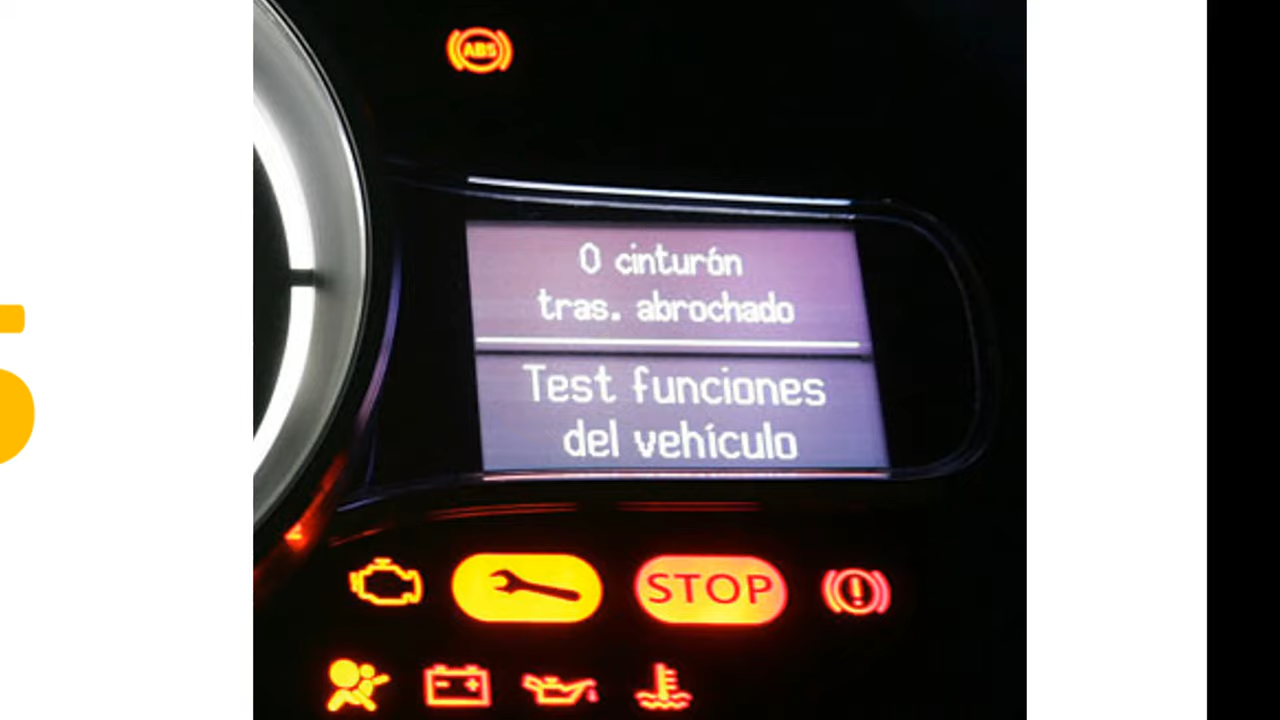 ABS
0 cinturón
tras. abrochado
Test funciones
del vehículo
STOP